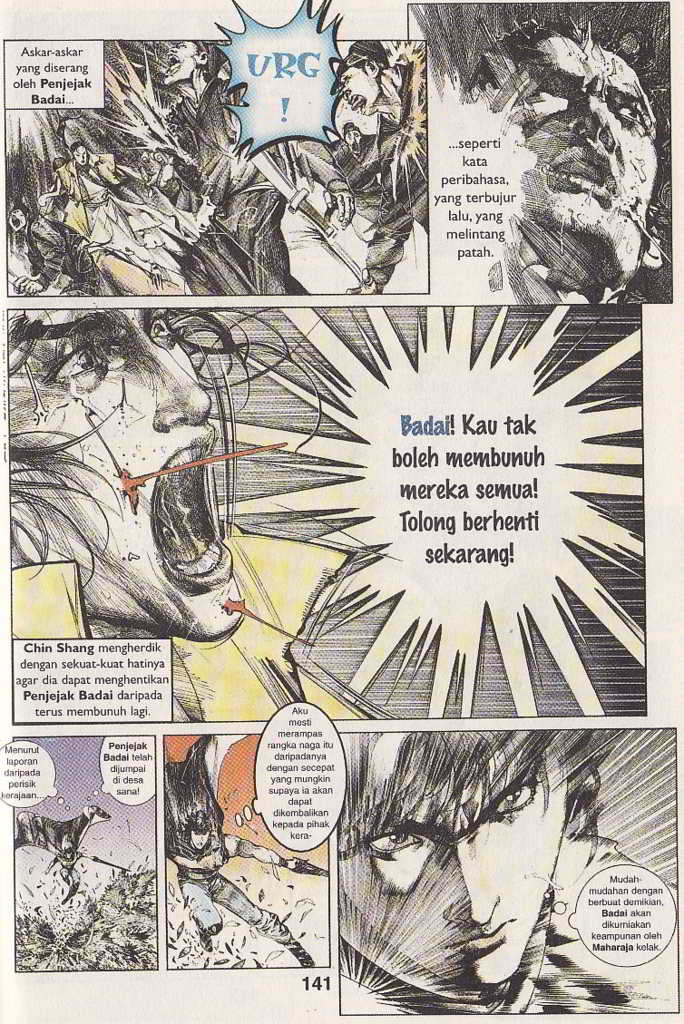 Askar-askar
yang diserang
oleh Penjejak
Badai...
URG
!
...seperti
kata
peribahasa,
yang terbujur
lalu, yang
melintang
patah.
Badai! Kau tak
boleh membunuh
mereka semua!
Tolong berhenti
sekarang!
Chin Shang mengherdik
dengan sekuat-kuat hatinya
agar dia dapat menghentikan
Penjejak Badai daripada
terus membunuh lagi.
Menurut
laporan
daripada
perisik
kerajaan...
Penjejak
Badai telah
dijumpai
di desa
sana!
Aku
mesti
merampas
rangka naga itu
daripadanya
dengan secepat
yang mungkin
supaya ia akan
dapat
dikembalikan
kepada pihak
kera-
Mudah-
mudahan dengan
berbuat demikian,
Badai akan
dikurniakan
keampunan oleh
Maharaja kelak.
141